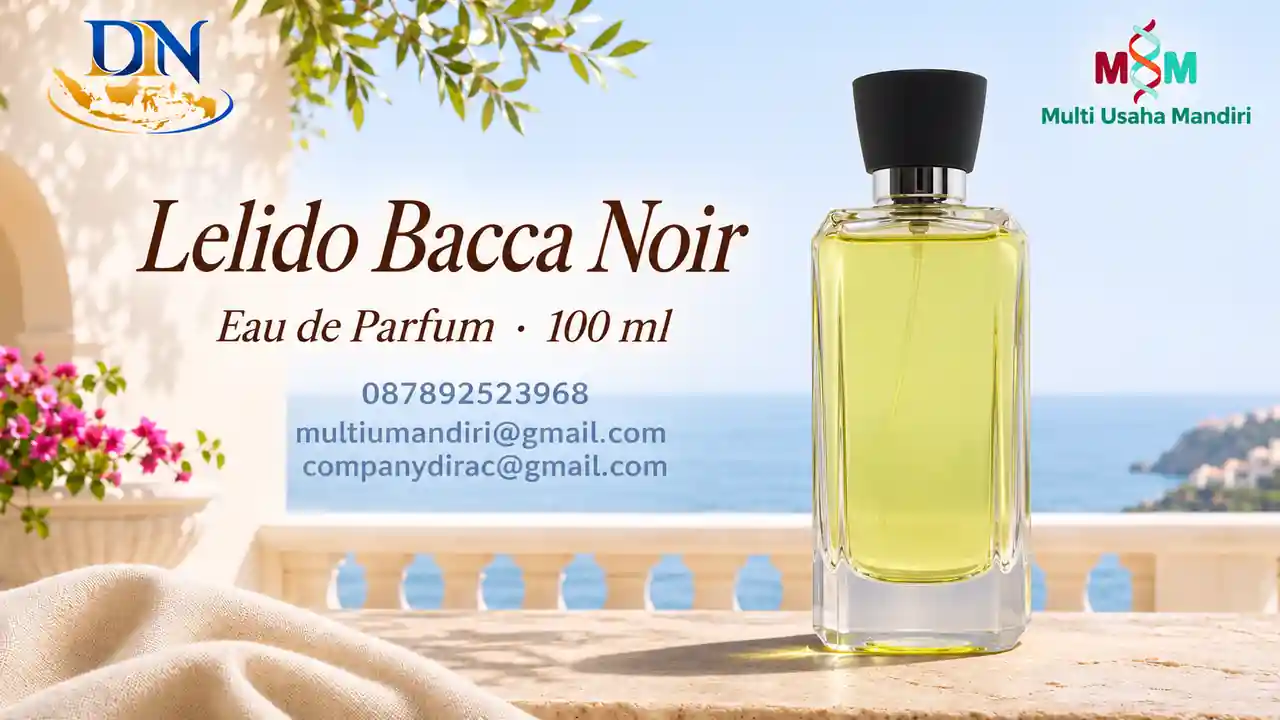 DN
MSM
Multi Usaha Mandiri
Lelido Bacca Noir
Eau de Parfum · 100 ml
087892523968
multiumandiri@gmail.com
companydirac@gmail.com